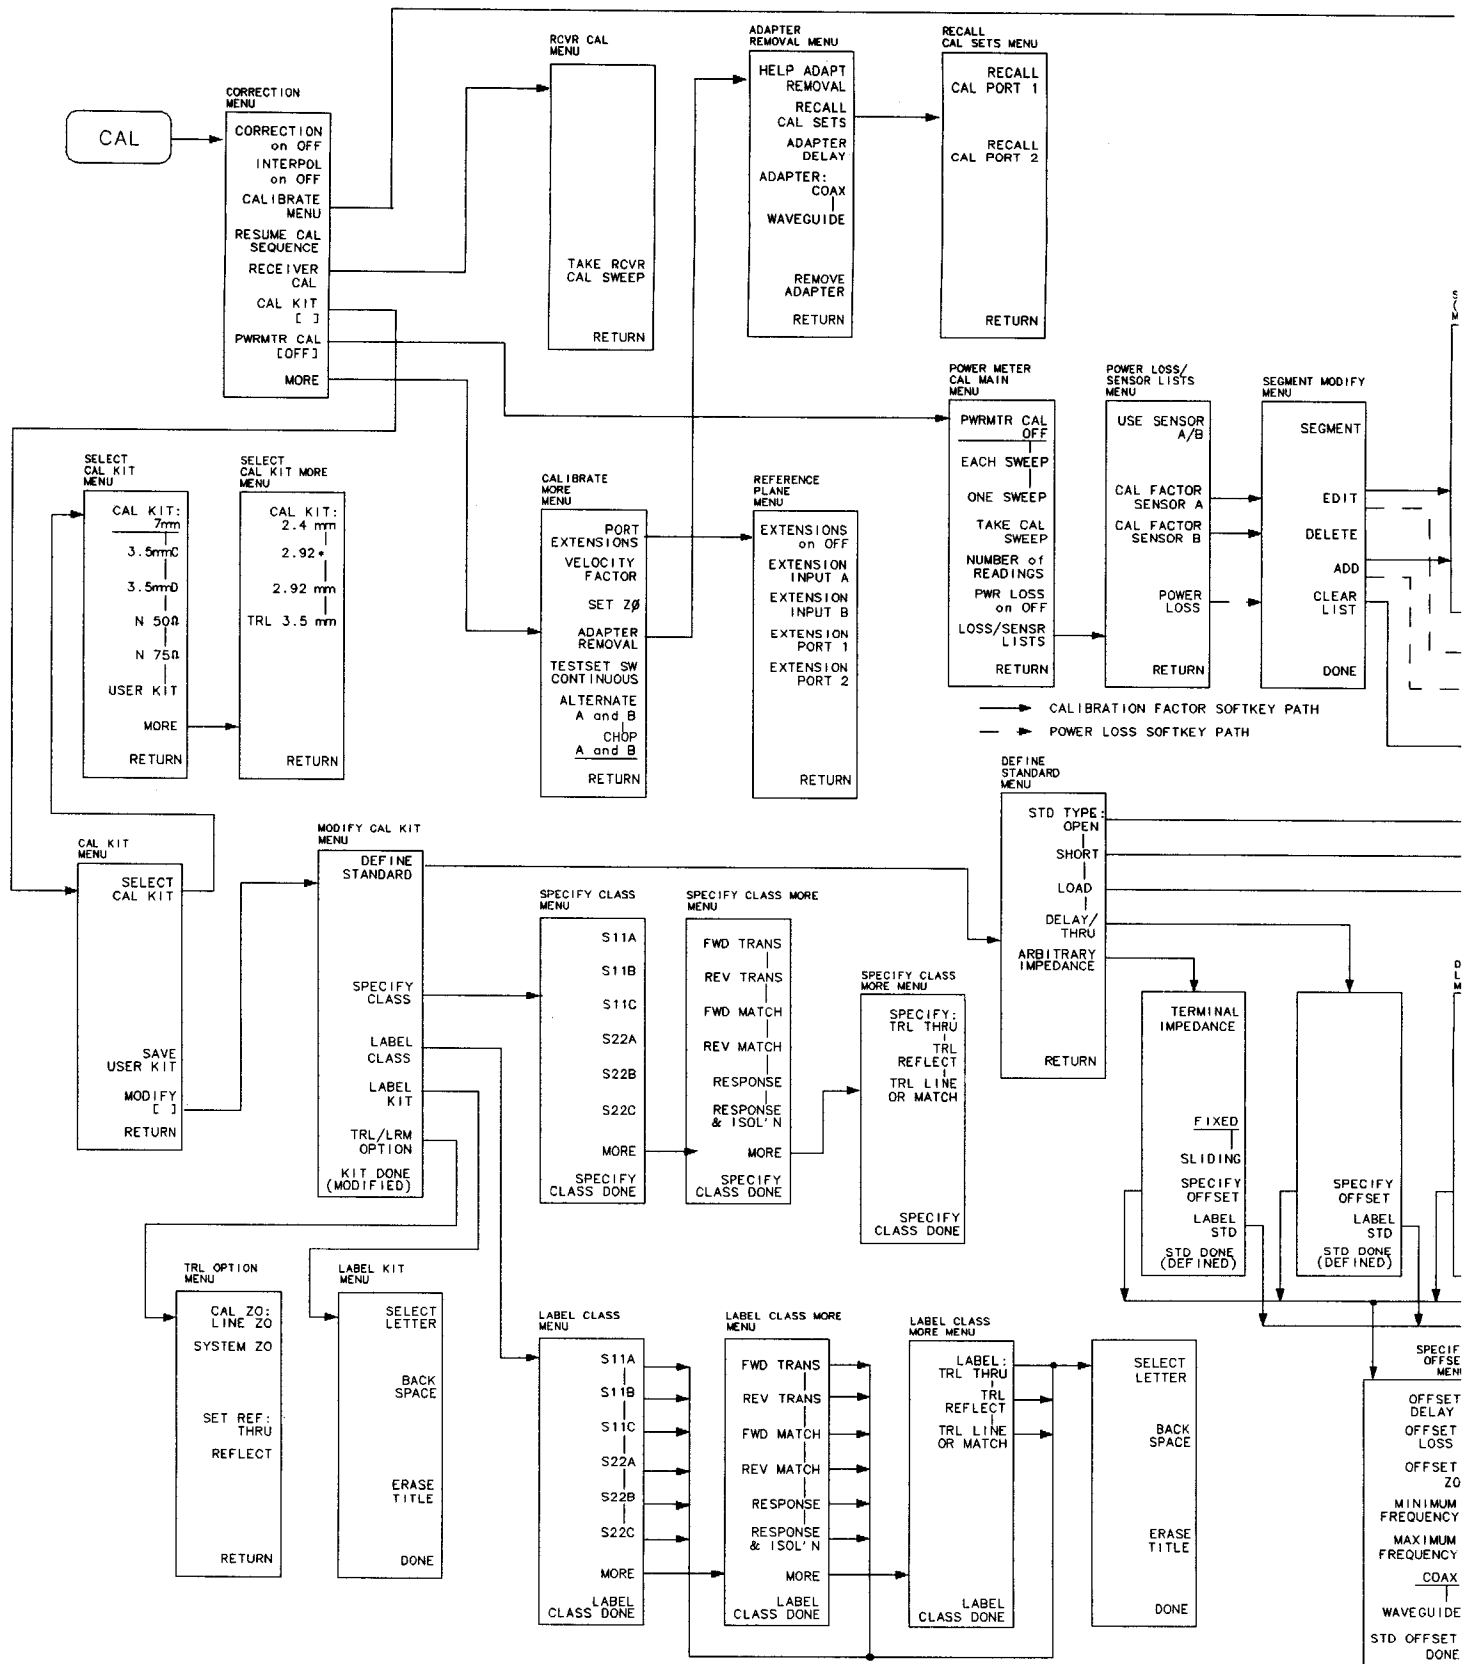 CAL
CORRECTION
MENU
CORRECTION
on OFF
INTERPOL
on OFF
CALIBRATE
MENU
RESUME CAL
SEQUENCE
RECEIVER
CAL
CAL KIT
[ ]
PWRMTR CAL
[OFF]
MORE
RCVR CAL
MENU
TAKE RCVR
CAL SWEEP
RETURN
ADAPTER
REMOVAL MENU
HELP ADAPT
REMOVAL
RECALL
CAL SETS
ADAPTER
DELAY
ADAPTER:
COAX
WAVEGUIDE
REMOVE
ADAPTER
RETURN
RECALL
CAL SETS MENU
RECALL
CAL PORT 1
RECALL
CAL PORT 2
RETURN
POWER METER
CAL MAIN
MENU
PWRMTR CAL
OFF
EACH SWEEP
ONE SWEEP
TAKE CAL
SWEEP
NUMBER of
READINGS
PWR LOSS
on OFF
LOSS/SENSR
LISTS
RETURN
POWER LOSS/
SENSOR LISTS
MENU
USE SENSOR
A/B
CAL FACTOR
SENSOR A
CAL FACTOR
SENSOR B
POWER
LOSS
RETURN
SEGMENT MODIFY
MENU
SEGMENT
EDIT
DELETE
ADD
CLEAR
LIST
DONE
S
(
M
CALIBRATION FACTOR SOFTKEY PATH
POWER LOSS SOFTKEY PATH
SELECT
CAL KIT
MENU
CAL KIT:
7mm
3.5mmC
3.5mmD
N 50Ω
N 75Ω
USER KIT
MORE
RETURN
SELECT
CAL KIT MORE
MENU
CAL KIT:
2.4 mm
2.92*
2.92 mm
TRL 3.5 mm
RETURN
CALIBRATE
MORE
MENU
PORT
EXTENSIONS
VELOCITY
FACTOR
SET ZØ
ADAPTER
REMOVAL
TESTSET SW
CONTINUOUS
ALTERNATE
A and B
CHOP
A and B
RETURN
REFERENCE
PLANE
MENU
EXTENSIONS
on OFF
EXTENSION
INPUT A
EXTENSION
INPUT B
EXTENSION
PORT 1
EXTENSION
PORT 2
RETURN
CAL KIT
MENU
SELECT
CAL KIT
SAVE
USER KIT
MODIFY
[ ]
RETURN
MODIFY CAL KIT
MENU
DEFINE
STANDARD
SPECIFY
CLASS
LABEL
CLASS
LABEL
KIT
TRL/LRM
OPTION
KIT DONE
(MODIFIED)
SPECIFY CLASS
MENU
S11A
S11B
S11C
S22A
S22B
S22C
MORE
SPECIFY
CLASS DONE
SPECIFY CLASS MORE
MENU
FWD TRANS
REV TRANS
FWD MATCH
REV MATCH
RESPONSE
RESPONSE
& ISOL'N
MORE
SPECIFY
CLASS DONE
SPECIFY CLASS
MORE MENU
SPECIFY:
TRL THRU
TRL
REFLECT
TRL LINE
OR MATCH
SPECIFY
CLASS DONE
DEFINE
STANDARD
MENU
STD TYPE:
OPEN
SHORT
LOAD
DELAY/
THRU
ARBITRARY
IMPEDANCE
RETURN
TERMINAL
IMPEDANCE
FIXED
SLIDING
SPECIFY
OFFSET
LABEL
STD
STD DONE
(DEFINED)
SPECIFY
OFFSET
LABEL
STD
STD DONE
(DEFINED)
D
L
M
TRL OPTION
MENU
CAL ZO:
LINE ZO
SYSTEM ZO
SET REF:
THRU
REFLECT
RETURN
LABEL KIT
MENU
SELECT
LETTER
BACK
SPACE
ERASE
TITLE
DONE
LABEL CLASS
MENU
S11A
S11B
S11C
S22A
S22B
S22C
MORE
LABEL
CLASS DONE
LABEL CLASS MORE
MENU
FWD TRANS
REV TRANS
FWD MATCH
REV MATCH
RESPONSE
RESPONSE
& ISOL'N
MORE
LABEL
CLASS DONE
LABEL CLASS
MORE MENU
LABEL:
TRL THRU
TRL
REFLECT
TRL LINE
OR MATCH
LABEL
CLASS DONE
SELECT
LETTER
BACK
SPACE
ERASE
TITLE
DONE
SPECIF
OFFSE
MENU
OFFSET
DELAY
OFFSET
LOSS
OFFSET
ZO
MINIMUM
FREQUENCY
MAXIMUM
FREQUENCY
COAX
WAVEGUIDE
STD OFFSET
DONE